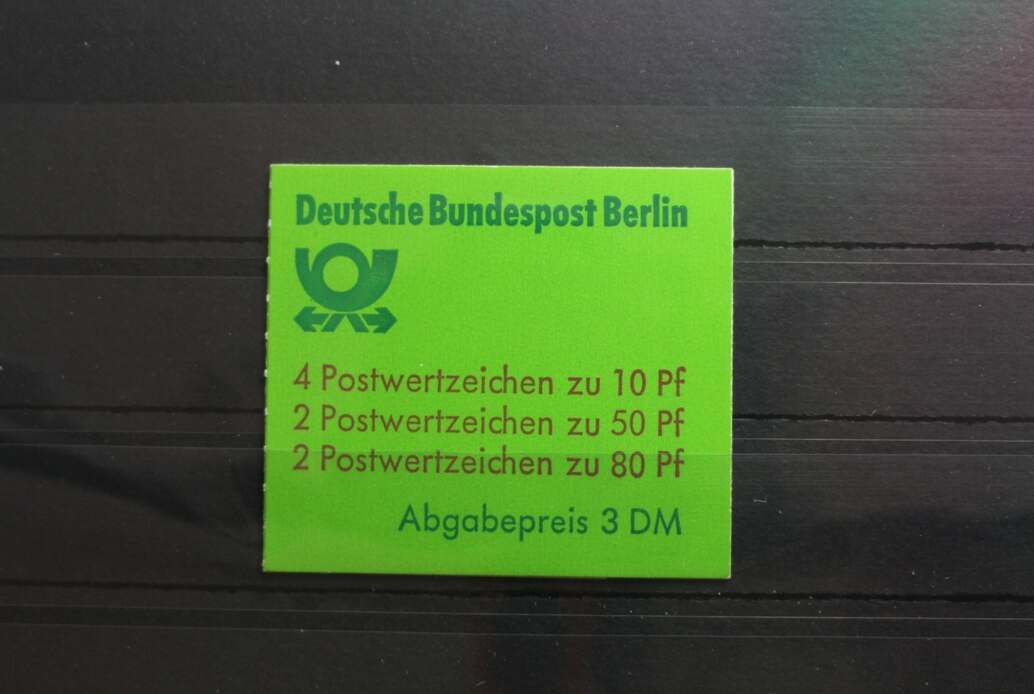 Deutsche Bundespost Berlin
4 Postwertzeichen zu 10 Pf
2 Postwertzeichen zu 50 Pf
2 Postwertzeichen zu 80 Pf
Abgabepreis 3 DM